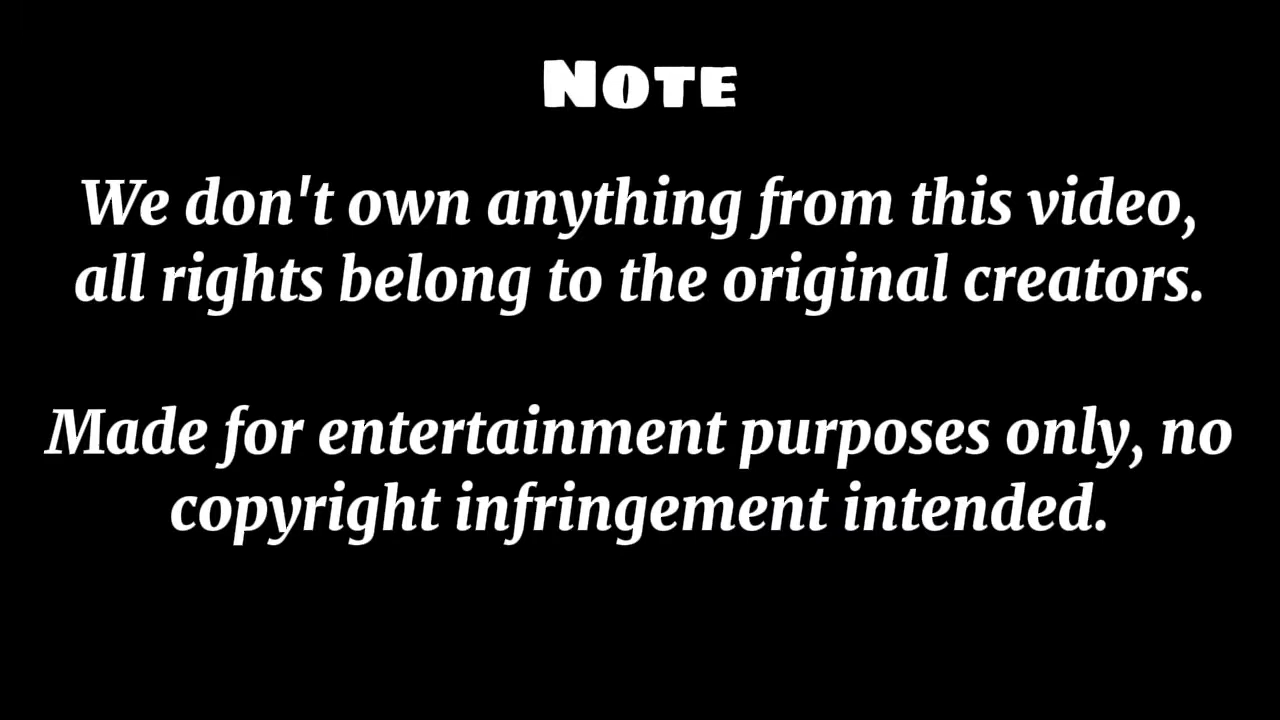 NOTE
We don't own anything from this video,
all rights belong to the original creators.
Made for entertainment purposes only, no
copyright infringement intended.